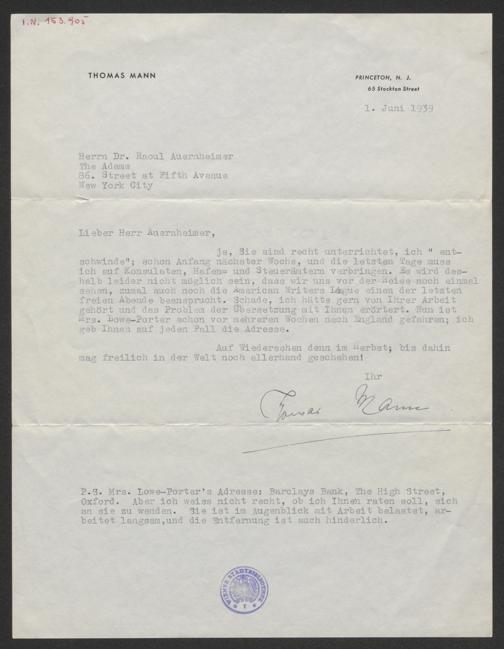 I.N. 153.905
THOMAS MANN
PRINCETON, N. J.
65 Stockton Street
1. Juni 1939
Herrn Dr. Raoul Auernheimer
The Adams
86. Street at Fifth Avenue
New York City
Lieber Herr Auernheimer,
ja, Sie sind recht unterrichtet, ich " ent-
schwinde"; schon Anfang nächster Woche, und die letzten Tage muss
ich auf Konsulaten, Hafen= und Steuerämtern verbringen. Es wird des-
halb leider nicht möglich sein, dass wir uns vor der Reise noch einmal
sehen, zumal auch noch die American Writers League einen der letzten
freien Abende beansprucht. Schade, ich hätte gern von Ihrer Arbeit
gehört und das Problem der Übersetzung mit Ihnen erörtert. Nun ist
Mrs. Lowe-Porter schon vor mehreren Wochen nach England gefahren; ich
geb Ihnen auf jeden Fall die Adresse.
Auf Wiedersehen denn im Herbst; bis dahin
mag freilich in der Welt noch allerhand geschehen!
Ihr
Thomas Mann
P.S. Mrs. Lowe-Porter's Adresse: Barclays Bank, The High Street,
Oxford. Aber ich weiss nicht recht, ob ich Ihnen raten soll, sich
an sie zu wenden. Sie ist im Augenblick mit Arbeit belastet, ar-
beitet langsam,und die Entfernung ist auch hinderlich.
WIENER STADTBIBLIOTHEK